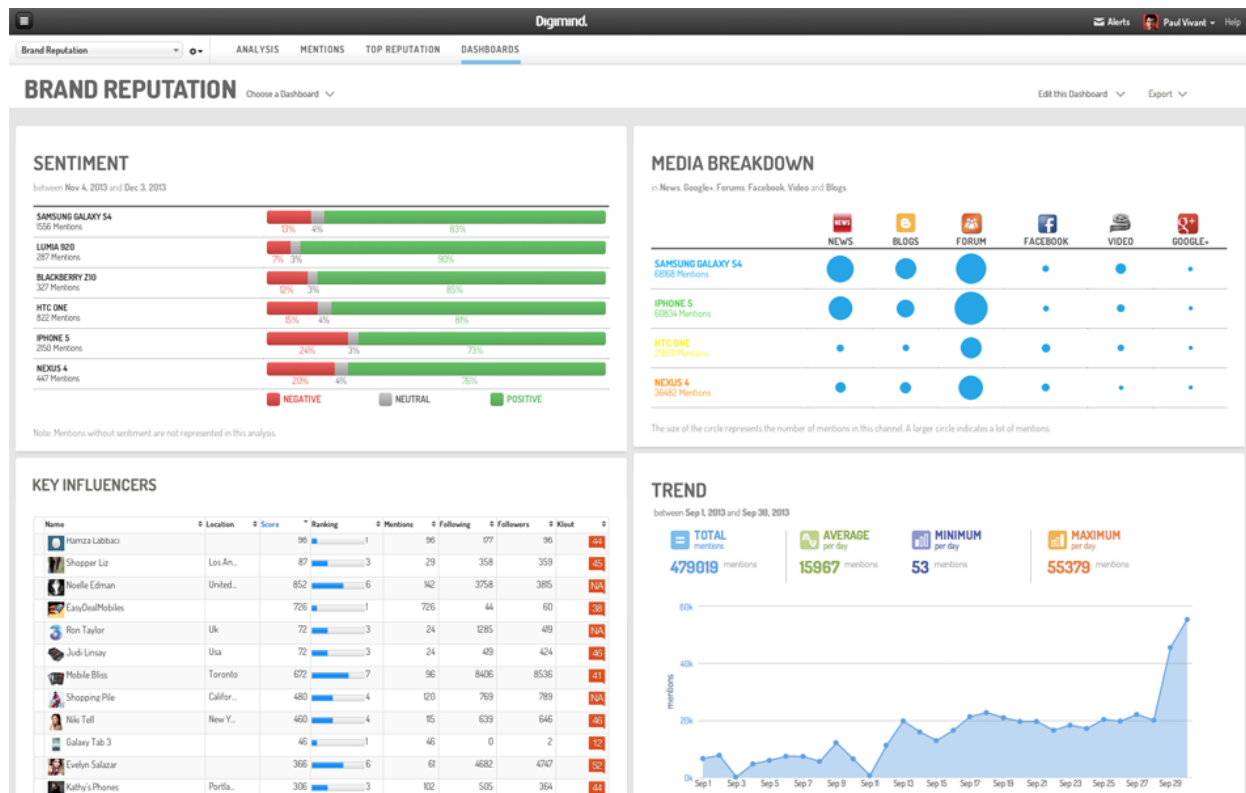 Digimind.
Alerts Paul Vivant Help
Brand Reputation ANALYSIS MENTIONS TOP REPUTATION DASHBOARDS
BRAND REPUTATION Choose a Dashboard Edit this Dashboard Export
SENTIMENT
between Nov 4, 2013 and Dec 3, 2013
SAMSUNG GALAXY S4
1556 Mentions 13% 4% 83%
LUMIA 920
287 Mentions 7% 3% 90%
BLACKBERRY Z10
327 Mentions 12% 3% 85%
HTC ONE
822 Mentions 15% 4% 81%
IPHONE 5
2150 Mentions 24% 3% 73%
NEXUS 4
447 Mentions 20% 4% 76%
NEGATIVE NEUTRAL POSITIVE
Note: Mentions without sentiment are not represented in this analysis.
MEDIA BREAKDOWN
in News, Google+, Forums, Facebook, Video and Blogs
NEWS
NEWS BLOGS FORUM FACEBOOK VIDEO GOOGLE+
SAMSUNG GALAXY S4
68168 Mentions
IPHONE 5
60834 Mentions
HTC ONE
Mentions
NEXUS 4
36482 Mentions
The size of the circle represents the number of mentions in this channel. A larger circle indicates a lot of mentions.
KEY INFLUENCERS
Name Location Score Ranking Mentions Following Followers Klout
Hamza Labbaci 96 1 96 177 96 44
Shopper Liz Los An... 87 3 29 358 359 45
Noelle Edman United... 852 6 142 3758 3815 NA
EasyDealMobiles 726 1 726 44 60 38
Ron Taylor Uk 72 3 24 1285 419 NA
Judi Linsay Usa 72 3 24 419 424 46
Mobile Bliss Toronto 672 7 96 8406 8536 41
Shopping Pile Califor... 480 4 120 769 789 NA
Niki Tell New Y... 460 4 115 639 646 46
Galaxy Tab 3 46 1 46 0 2 12
Evelyn Salazar 366 6 61 4682 4747 52
Kathy's Phones Portla... 306 3 102 505 364 44
TREND
between Sep 1, 2013 and Sep 30, 2013
TOTAL mentions
479019 mentions
AVERAGE per day
15967 mentions
MINIMUM per day
53 mentions
MAXIMUM per day
55379 mentions
60k
40k
20k
0k
mentions
Sep 1 Sep 3 Sep 5 Sep 7 Sep 9 Sep 11 Sep 13 Sep 15 Sep 17 Sep 19 Sep 21 Sep 23 Sep 25 Sep 27 Sep 29